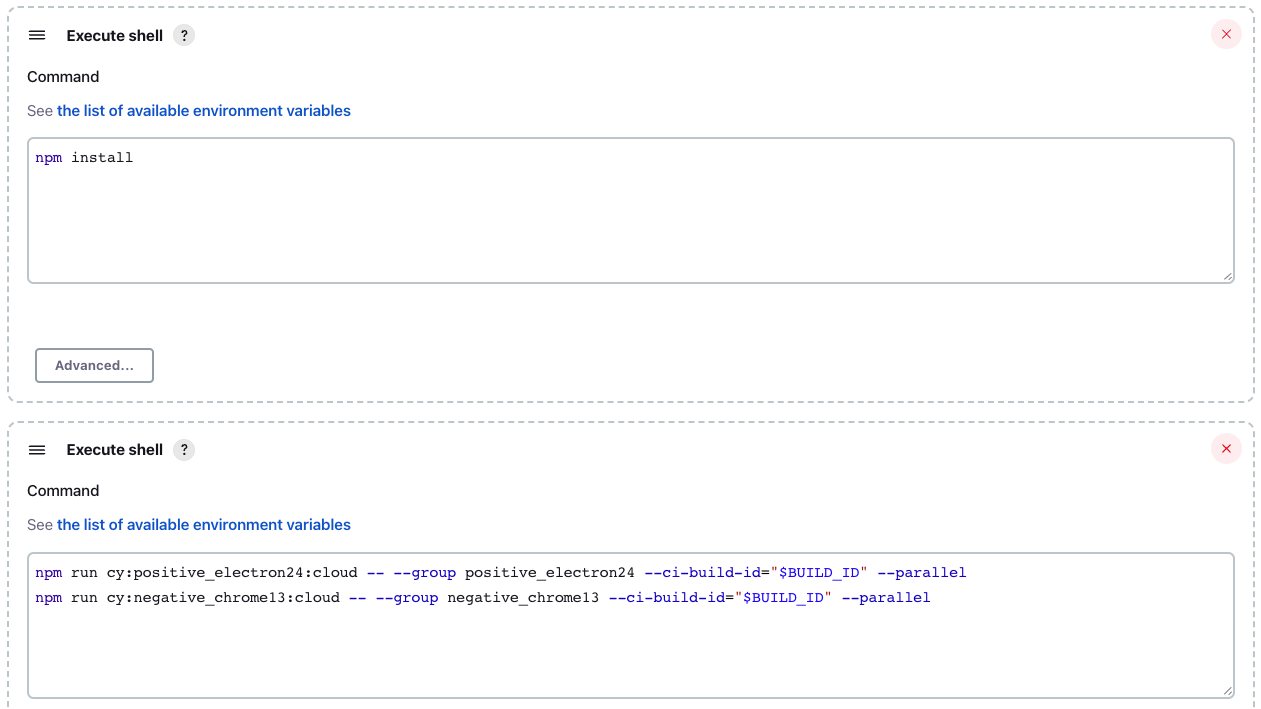 Execute shell ?
Command
See the list of available environment variables
npm install
Advanced...
Execute shell ?
Command
See the list of available environment variables
npm run cy:positive_electron24:cloud -- --group positive_electron24 --ci-build-id="$BUILD_ID" --parallel
npm run cy:negative_chrome13:cloud -- --group negative_chrome13 --ci-build-id="$BUILD_ID" --parallel